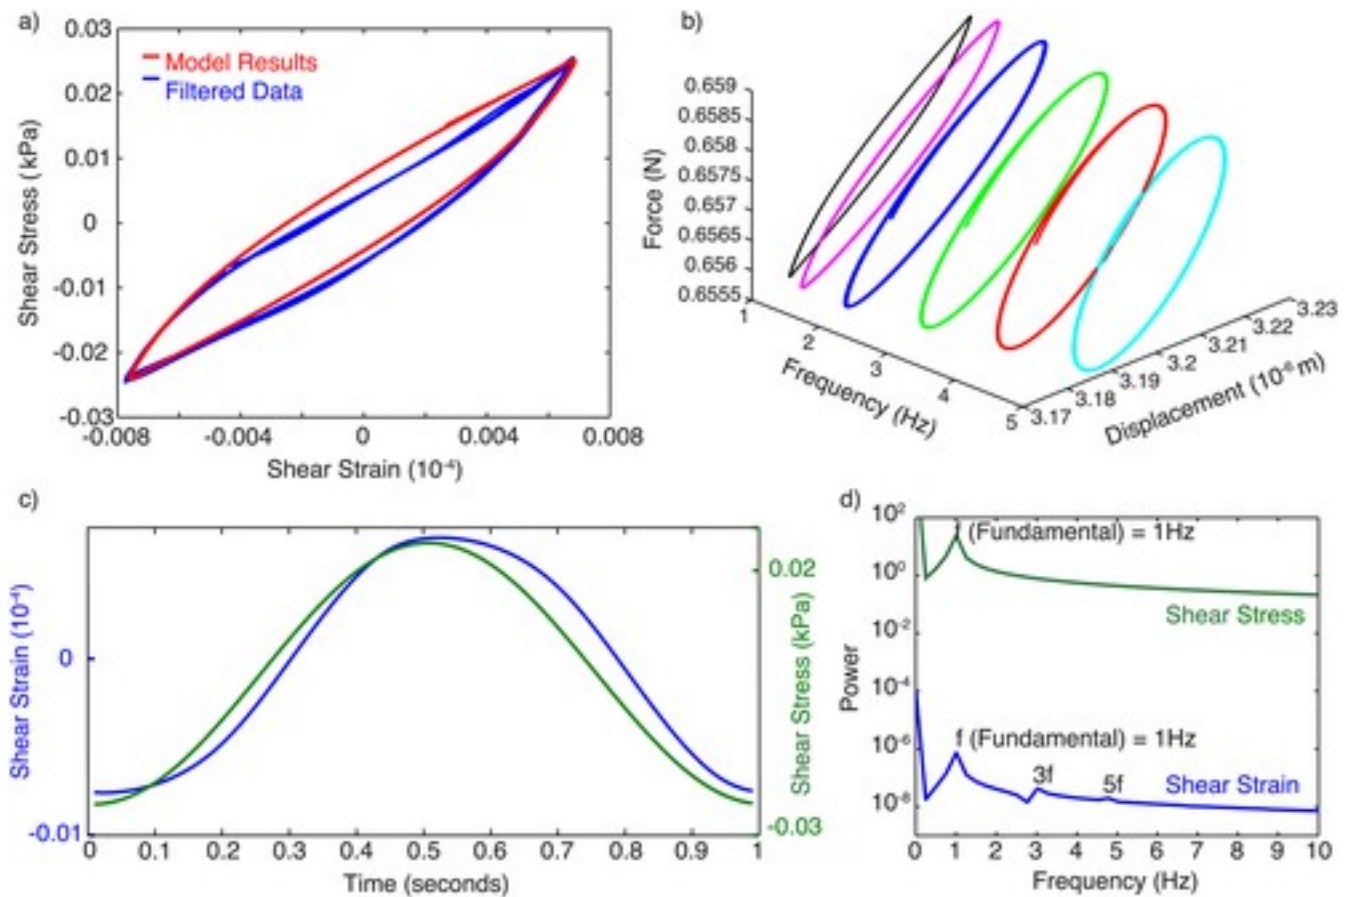 a)
0.03
0.02
0.01
0
-0.01
-0.02
-0.03
Shear Stress ( kPa)
Model Results
Filtered Data
-0.008
-0.004
0
0.004
0.008
Shear Strain (10⁻⁴)
b)
0.659
0.6585
0.658
0.6575
0.657
0.6565
0.656
0.6555
Force (N)
1
2
3
4
5
Frequency (Hz)
3.17
3.18
3.19
3.2
3.21
3.22
3.23
Displacement (10⁻⁶ m)
c)
Shear Strain (10⁻⁴)
0
-0.01
0.02
-0.03
Shear Stress (kPa)
0
0.1
0.2
0.3
0.4
0.5
0.6
0.7
0.8
0.9
1
Time (seconds)
d)
10²
10⁰
10⁻²
10⁻⁴
10⁻⁶
10⁻⁸
Power
f (Fundamental) = 1Hz
Shear Stress
f (Fundamental) = 1Hz
3f
5f
Shear Strain
0
1
2
3
4
5
6
7
8
9
10
Frequency (Hz)